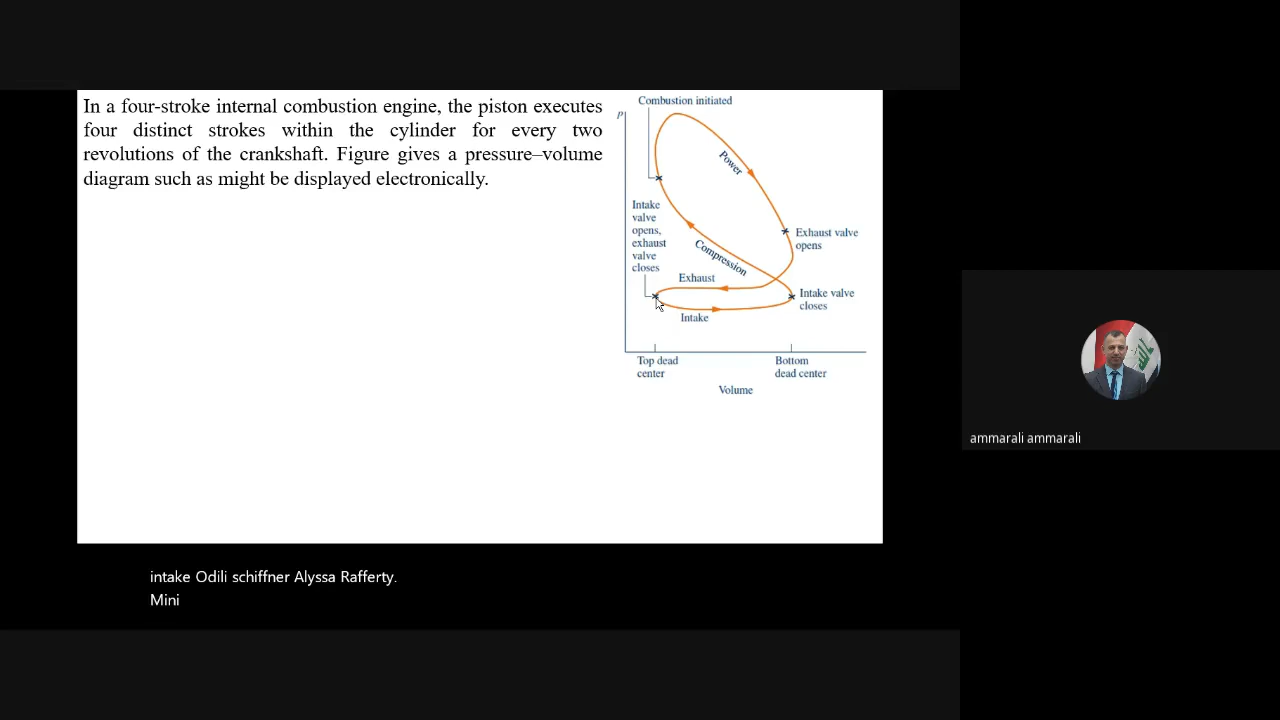 In a four-stroke internal combustion engine, the piston executes
four distinct strokes within the cylinder for every two
revolutions of the crankshaft. Figure gives a pressure–volume
diagram such as might be displayed electronically.
Combustion initiated
p
Power
Intake
valve
opens,
exhaust
valve
closes
Exhaust valve
opens
Compression
Exhaust
Intake valve
closes
Intake
Top dead
center
Bottom
dead center
Volume
ammarali ammarali
intake Odili schiffner Alyssa Rafferty.
Mini